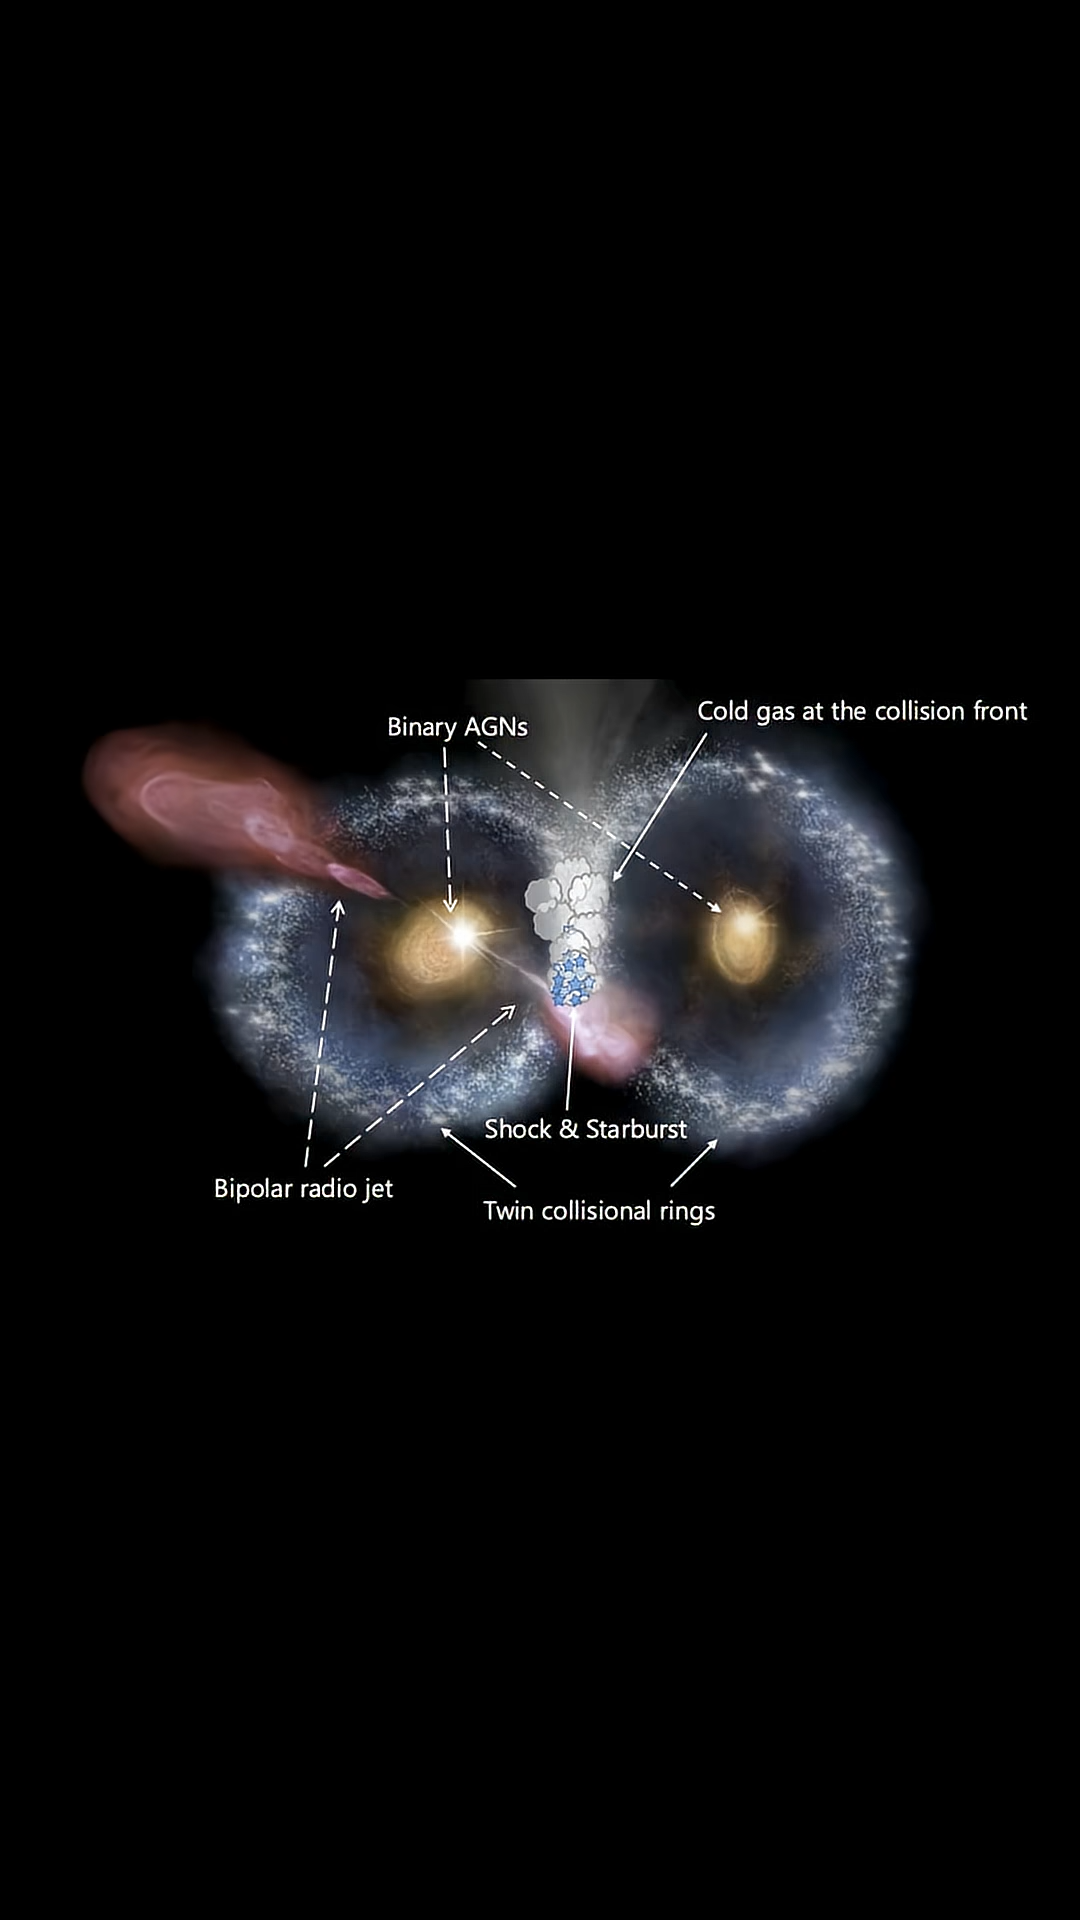 Cold gas at the collision front
Binary AGNs
Shock & Starburst
Bipolar radio jet
Twin collisional rings